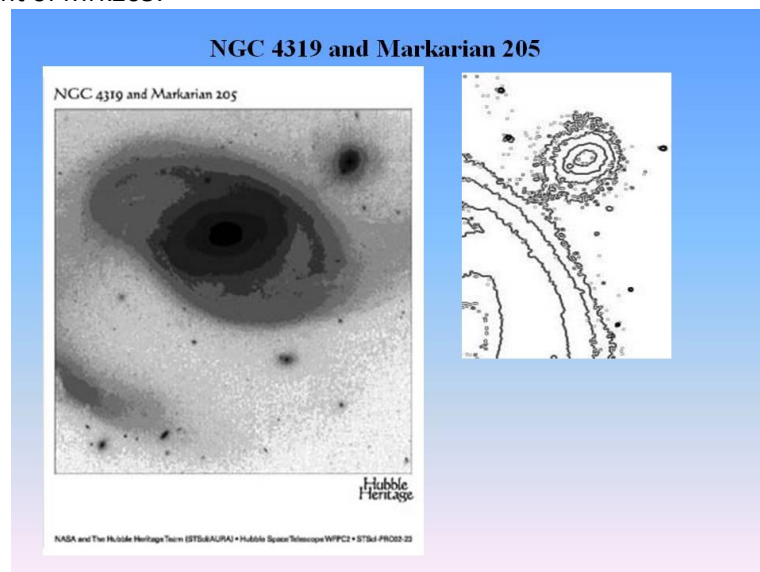 NGC 4319 and Markarian 205
NGC 4319 and Markarian 205
Hubble
Heritage
NASA and The Hubble Heritage Team (STScI/AURA) • Hubble Space Telescope WFPC2 • STScI-PRC02-23